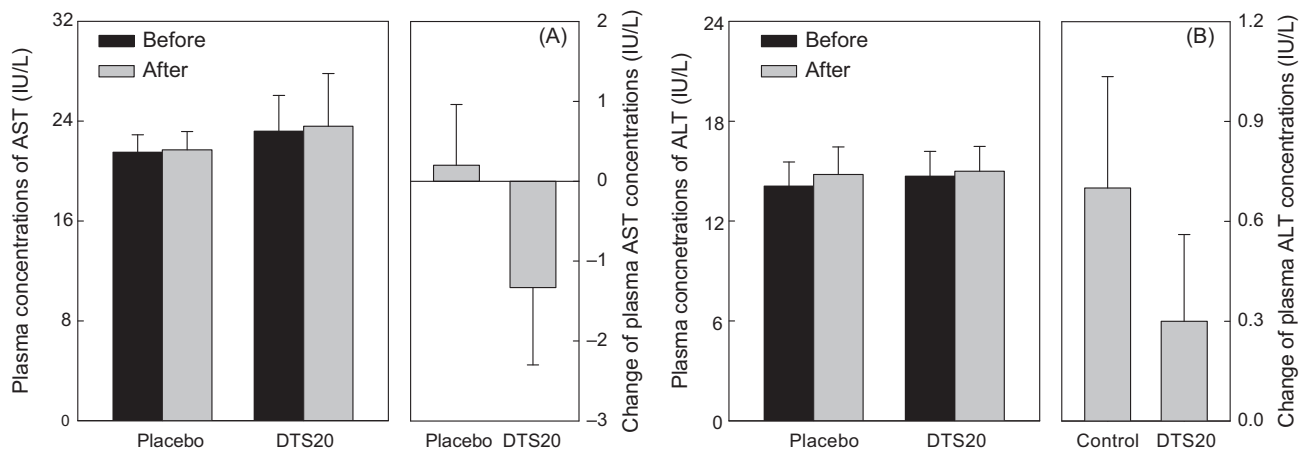 Plasma concentrations of AST (IU/L)
32
24
16
8
0
Before
After
Placebo
DTS20
(A)
2
1
0
–1
–2
–3
Change of plasma AST concentrations (IU/L)
Placebo
DTS20
Plasma concnetrations of ALT (IU/L)
24
18
12
6
0
Before
After
Placebo
DTS20
(B)
1.2
0.9
0.6
0.3
0.0
Change of plasma ALT concentrations (IU/L)
Control
DTS20